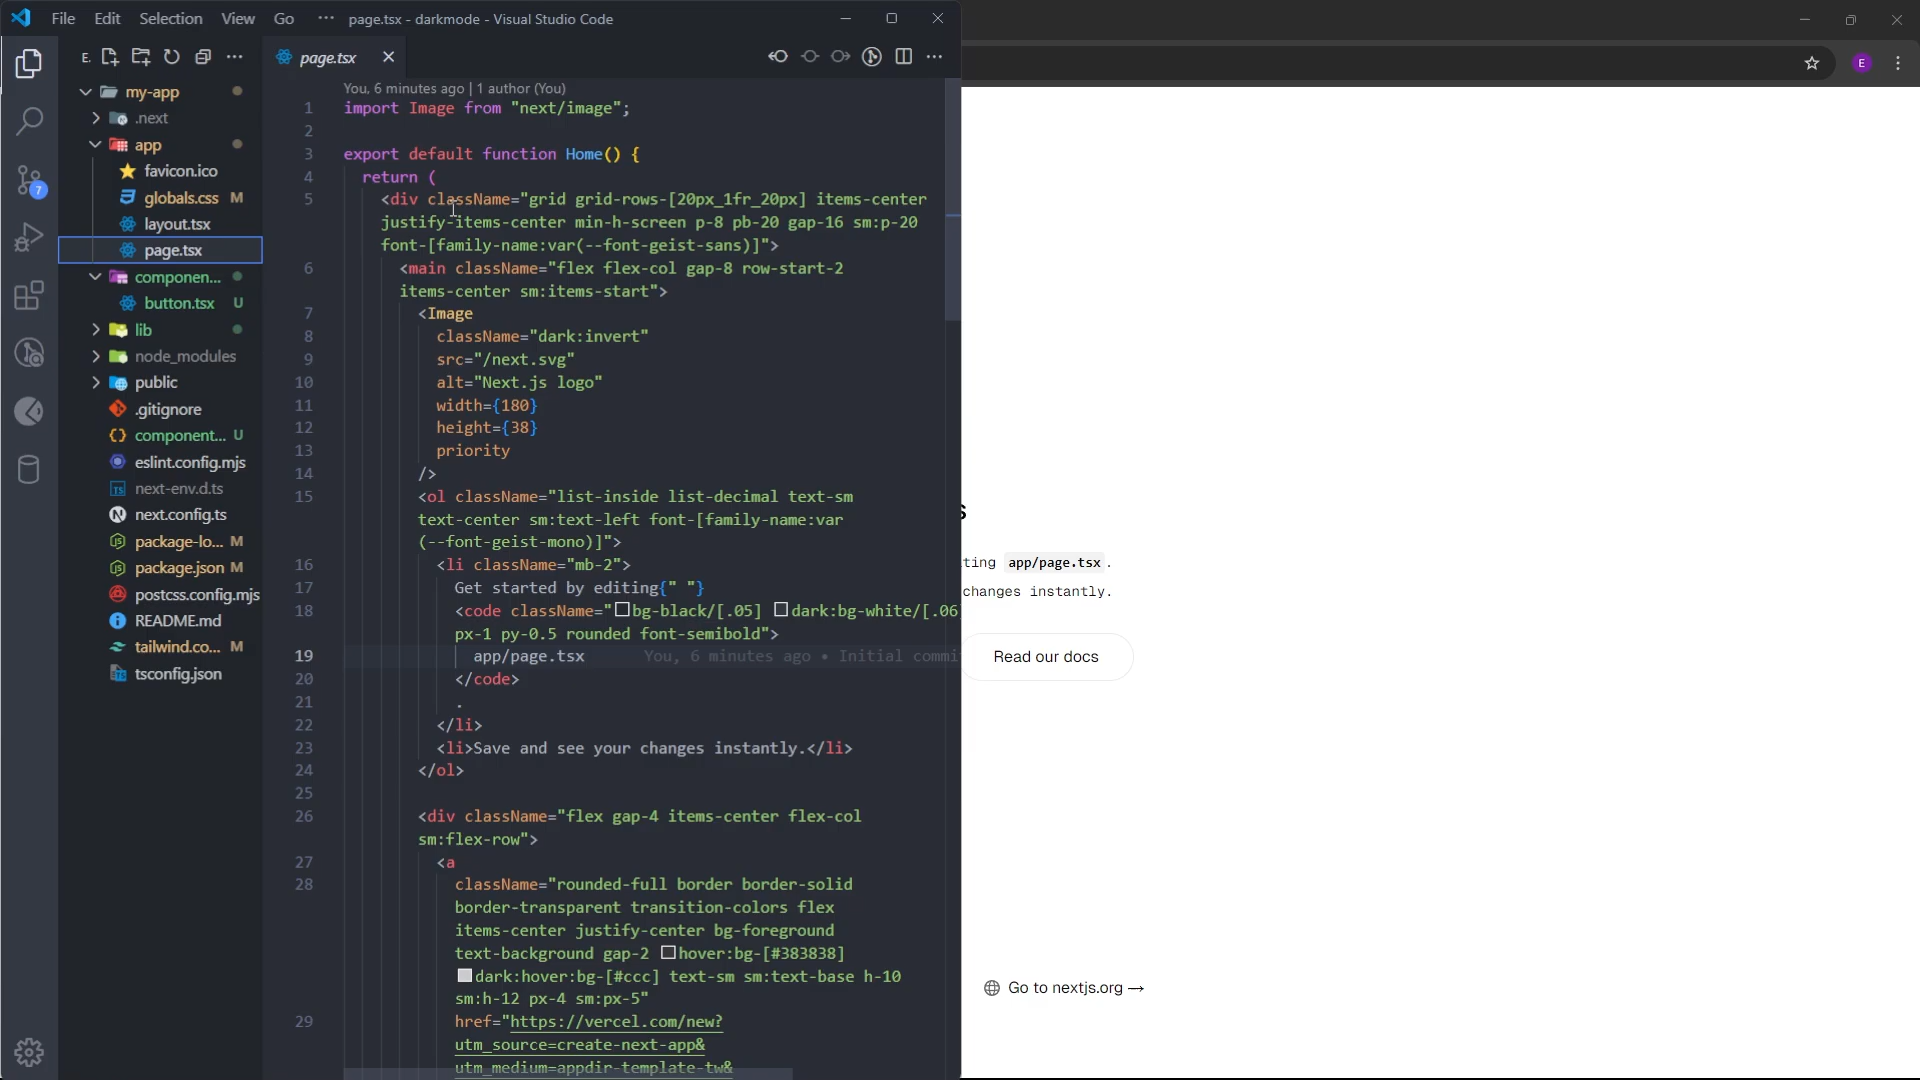 File Edit Selection View Go ··· page.tsx - darkmode - Visual Studio Code
E.
page.tsx
E
my-app
.next
app
favicon.ico
globals.css M
layout.tsx
page.tsx
componen...
button.tsx U
lib
node_modules
public
.gitignore
component... U
eslint.config.mjs
next-env.d.ts
next.config.ts
package-lo... M
package.json M
postcss.config.mjs
README.md
tailwind.co... M
tsconfig.json
7
You, 6 minutes ago | 1 author (You)
1 import Image from "next/image";
2
3 export default function Home() {
4 return (
5 <div className="grid grid-rows-[20px_1fr_20px] items-center
justify-items-center min-h-screen p-8 pb-20 gap-16 sm:p-20
font-[family-name:var(--font-geist-sans)]">
6 <main className="flex flex-col gap-8 row-start-2
items-center sm:items-start">
7 <Image
8 className="dark:invert"
9 src="/next.svg"
10 alt="Next.js logo"
11 width={180}
12 height={38}
13 priority
14 />
15 <ol className="list-inside list-decimal text-sm
text-center sm:text-left font-[family-name:var
(--font-geist-mono)]">
16 <li className="mb-2">
17 Get started by editing{" "}
18 <code className="bg-black/[.05] dark:bg-white/[.06
px-1 py-0.5 rounded font-semibold">
19 app/page.tsx You, 6 minutes ago • Initial commi
20 </code>
21 .
22 </li>
23 <li>Save and see your changes instantly.</li>
24 </ol>
25
26 <div className="flex gap-4 items-center flex-col
sm:flex-row">
27 <a
28 className="rounded-full border border-solid
border-transparent transition-colors flex
items-center justify-center bg-foreground
text-background gap-2 hover:bg-[#383838]
dark:hover:bg-[#ccc] text-sm sm:text-base h-10
sm:h-12 px-4 sm:px-5"
29 href="https://vercel.com/new?
utm_source=create-next-app&
utm_medium=appdir-template-tw&
s
ting app/page.tsx.
changes instantly.
Read our docs
Go to nextjs.org →